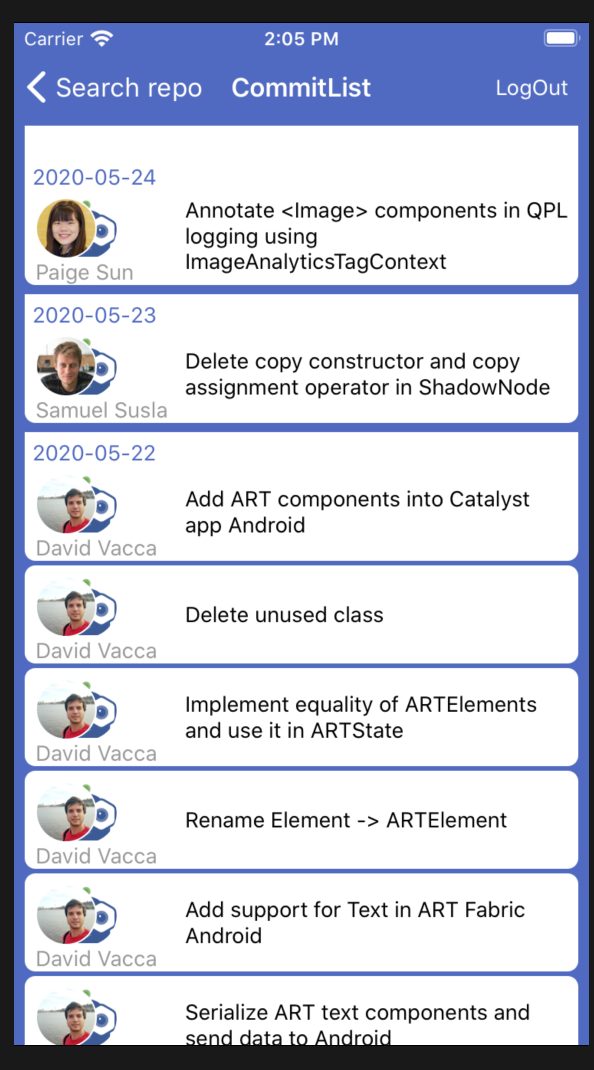 Carrier 2:05 PM
Search repo CommitList LogOut
2020-05-24
Annotate <Image> components in QPL
logging using
ImageAnalyticsTagContext
Paige Sun
2020-05-23
Delete copy constructor and copy
assignment operator in ShadowNode
Samuel Susla
2020-05-22
Add ART components into Catalyst
app Android
David Vacca
Delete unused class
David Vacca
Implement equality of ARTElements
and use it in ARTState
David Vacca
Rename Element -> ARTElement
David Vacca
Add support for Text in ART Fabric
Android
David Vacca
Serialize ART text components and
send data to Android